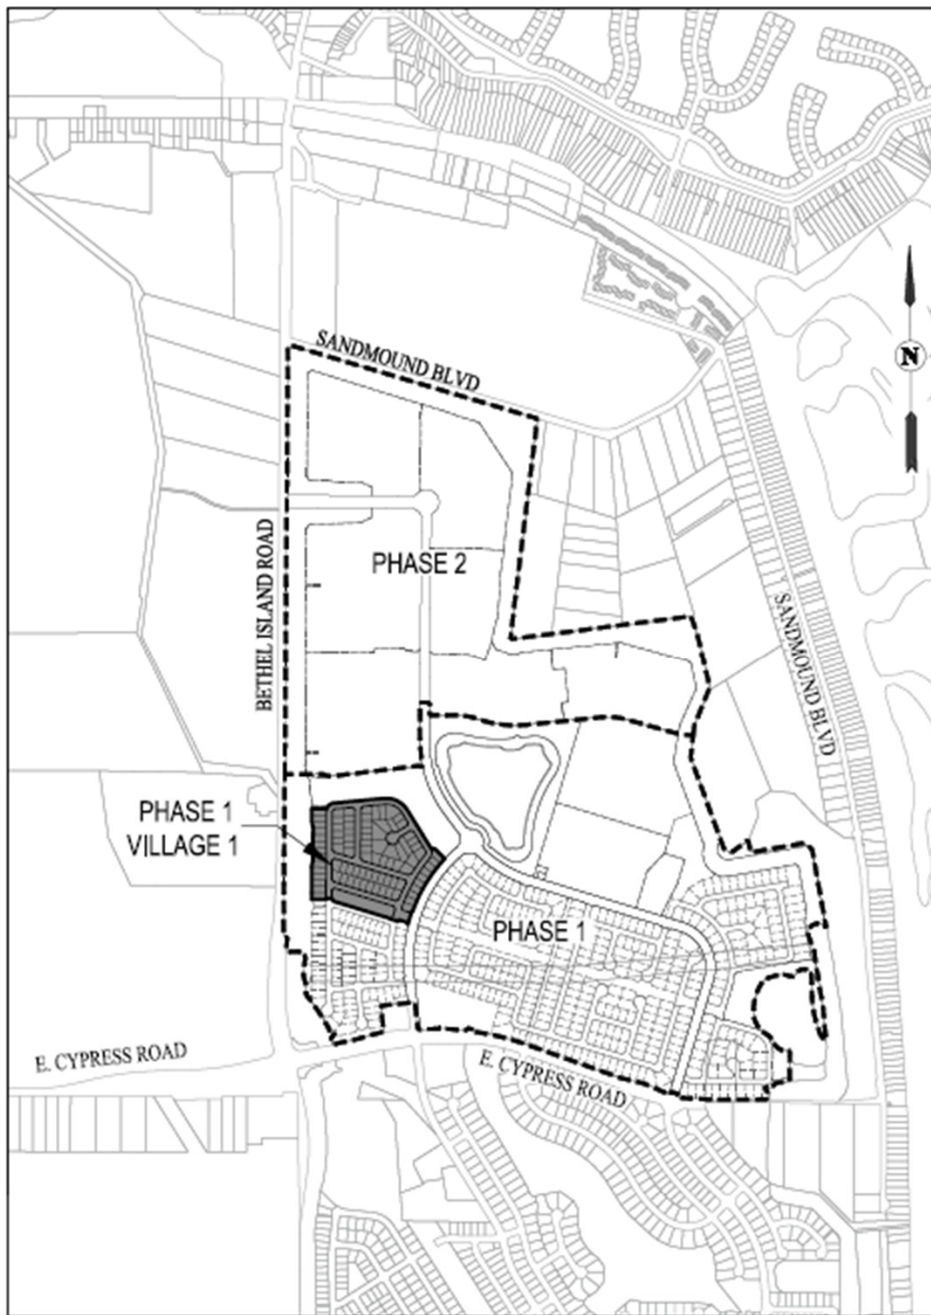 SANDMOUND BLVD
N
BETHEL ISLAND ROAD
PHASE 2
SANDMOUND BLVD
PHASE 1
VILLAGE 1
PHASE 1
E. CYPRESS ROAD
E. CYPRESS ROAD